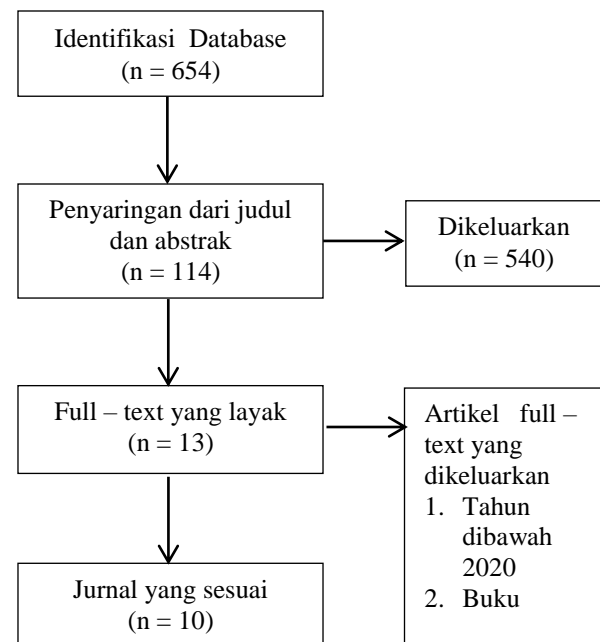 Identifikasi Database
(n = 654)
Penyaringan dari judul
dan abstrak
(n = 114)
Dikeluarkan
(n = 540)
Full – text yang layak
(n = 13)
Artikel full –
text yang
dikeluarkan
1. Tahun
dibawah
2020
2. Buku
Jurnal yang sesuai
(n = 10)